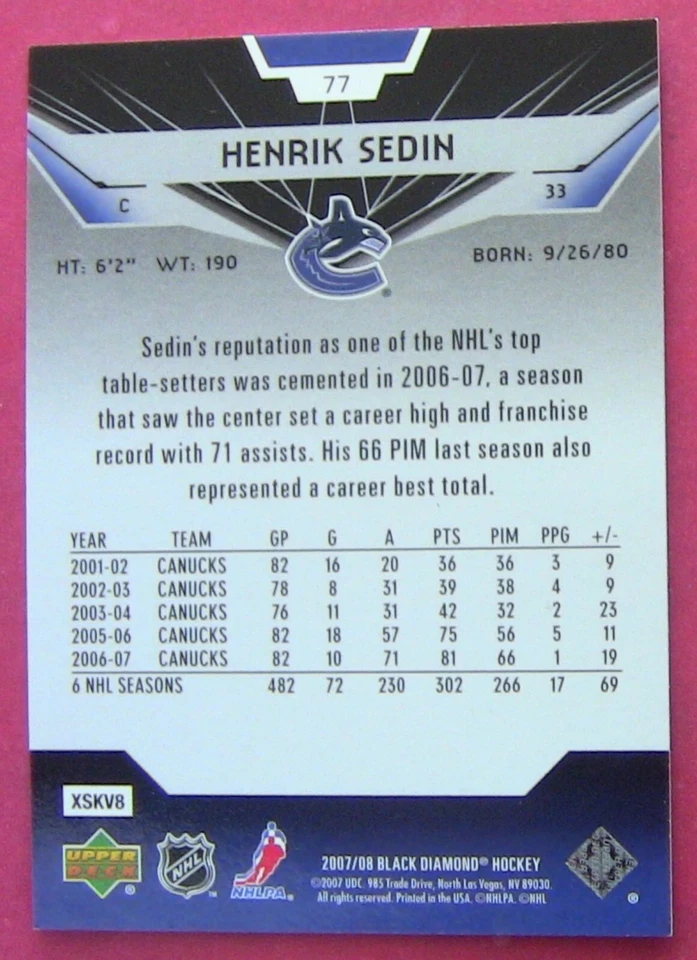 77
HENRIK SEDIN
C 33
HT: 6'2" WT: 190 BORN: 9/26/80
®
Sedin's reputation as one of the NHL's top
table-setters was cemented in 2006-07, a season
that saw the center set a career high and franchise
record with 71 assists. His 66 PIM last season also
represented a career best total.
YEAR TEAM GP G A PTS PIM PPG +/-
2001-02 CANUCKS 82 16 20 36 36 3 9
2002-03 CANUCKS 78 8 31 39 38 4 9
2003-04 CANUCKS 76 11 31 42 32 2 23
2005-06 CANUCKS 82 18 57 75 56 5 11
2006-07 CANUCKS 82 10 71 81 66 1 19
6 NHL SEASONS 482 72 230 302 266 17 69
XSKV8
UPPER DECK ®
NHL ™
NHLPA ®
2007/08 BLACK DIAMOND® HOCKEY
©2007 UDC. 985 Trade Drive, North Las Vegas, NV 89030.
All rights reserved. Printed in the USA. ©NHLPA. ©NHL
®